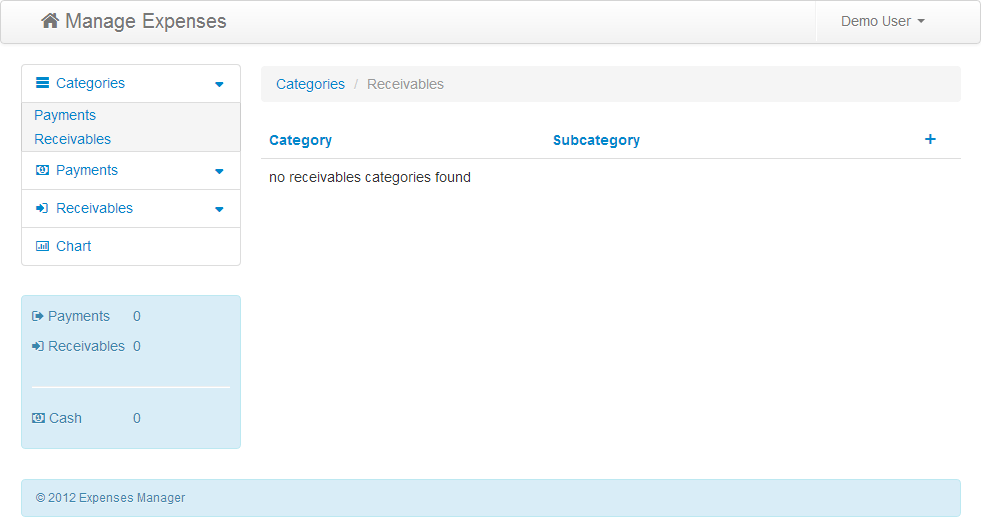 Manage Expenses
Demo User
Categories
Payments
Receivables
Payments
Receivables
Chart
Categories / Receivables
Category Subcategory +
no receivables categories found
Payments 0
Receivables 0
Cash 0
© 2012 Expenses Manager